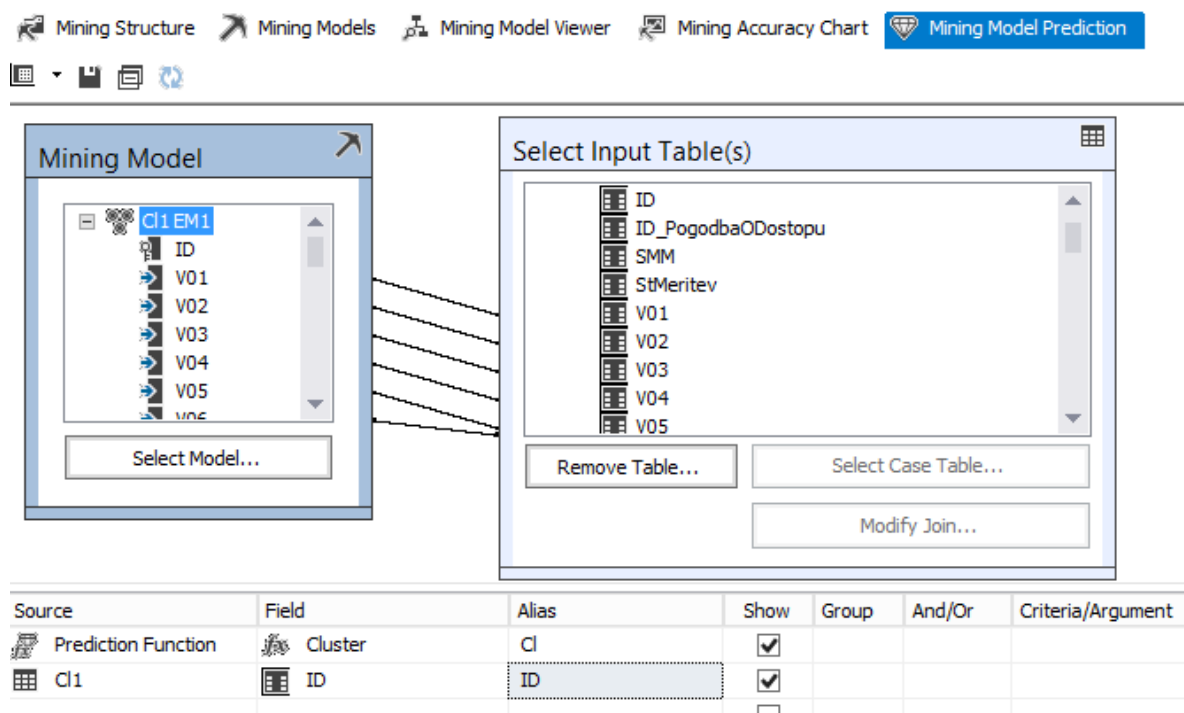 Mining Structure Mining Models Mining Model Viewer Mining Accuracy Chart Mining Model Prediction
Mining Model
Cl1 EM1
ID
V01
V02
V03
V04
V05
V06
Select Model...
Select Input Table(s)
ID
ID_PogodbaODostopu
SMM
StMeritev
V01
V02
V03
V04
V05
Remove Table... Select Case Table...
Modify Join...
Source Field Alias Show Group And/Or Criteria/Argument
Prediction Function Cluster Cl
Cl1 ID ID